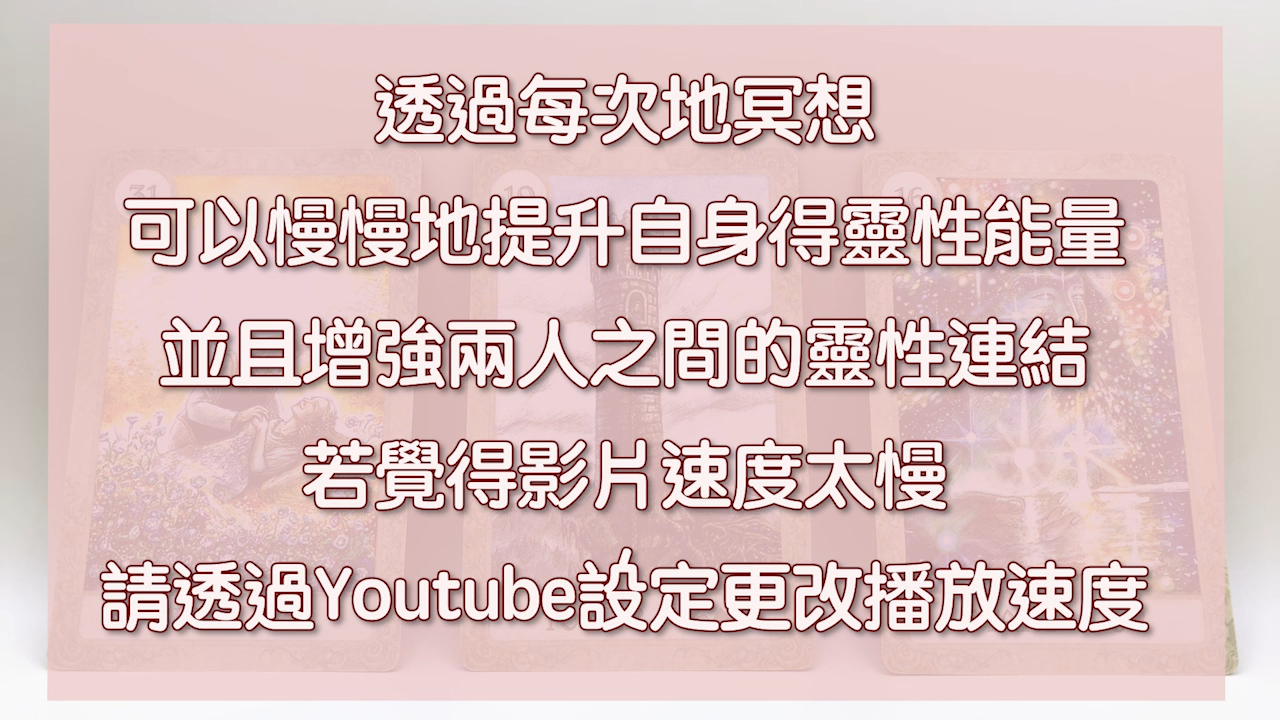 透過每次地冥想
可以慢慢地提升自身得靈性能量
並且增強兩人之間的靈性連結
若覺得影片速度太慢
請透過Youtube設定更改播放速度
31
19
16